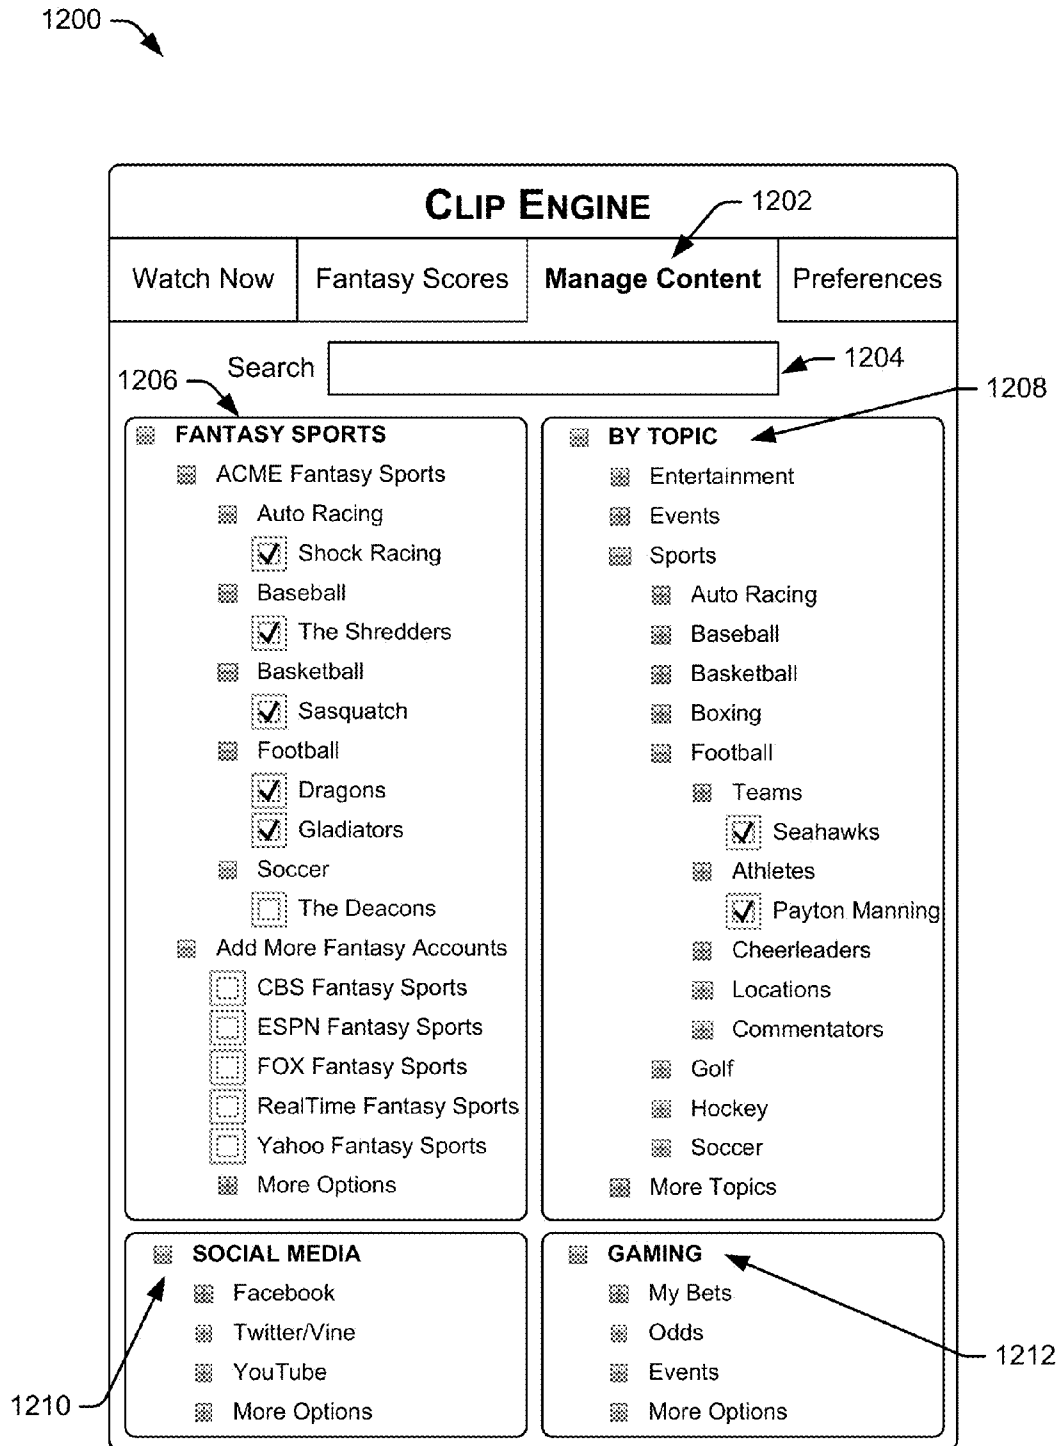 1200
CLIP ENGINE
1202
Watch Now
Fantasy Scores
Manage Content
Preferences
Search
1204
1206
1208
FANTASY SPORTS
ACME Fantasy Sports
Auto Racing
Shock Racing
Baseball
The Shredders
Basketball
Sasquatch
Football
Dragons
Gladiators
Soccer
The Deacons
Add More Fantasy Accounts
CBS Fantasy Sports
ESPN Fantasy Sports
FOX Fantasy Sports
RealTime Fantasy Sports
Yahoo Fantasy Sports
More Options
BY TOPIC
Entertainment
Events
Sports
Auto Racing
Baseball
Basketball
Boxing
Football
Teams
Seahawks
Athletes
Payton Manning
Cheerleaders
Locations
Commentators
Golf
Hockey
Soccer
More Topics
SOCIAL MEDIA
Facebook
Twitter/Vine
YouTube
More Options
1210
GAMING
My Bets
Odds
Events
More Options
1212